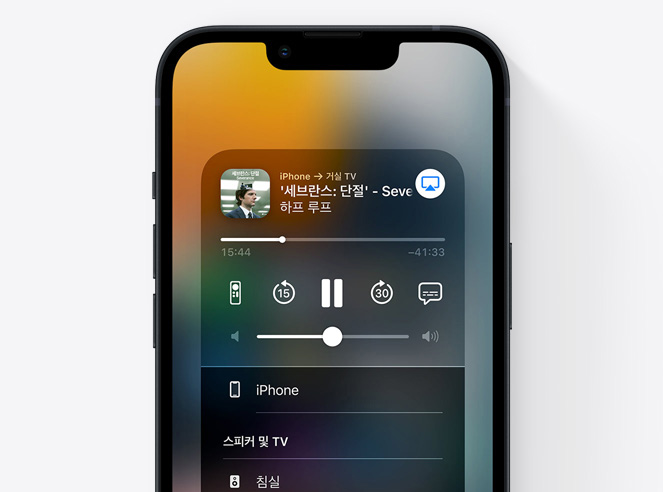 세브란스: 단절
iPhone → 거실 TV
'세브란스: 단절' - Seve
하프 루프
15:44
–41:33
15
30
iPhone
스피커 및 TV
침실